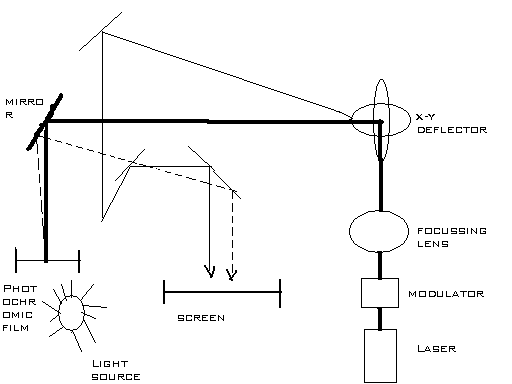 MIRRO
R
X-Y
DEFLECTOR
FOCUSSING
LENS
PHOT
OCHR
OMIC
FILM
MODULATOR
SCREEN
LASER
LIGHT
SOURCE